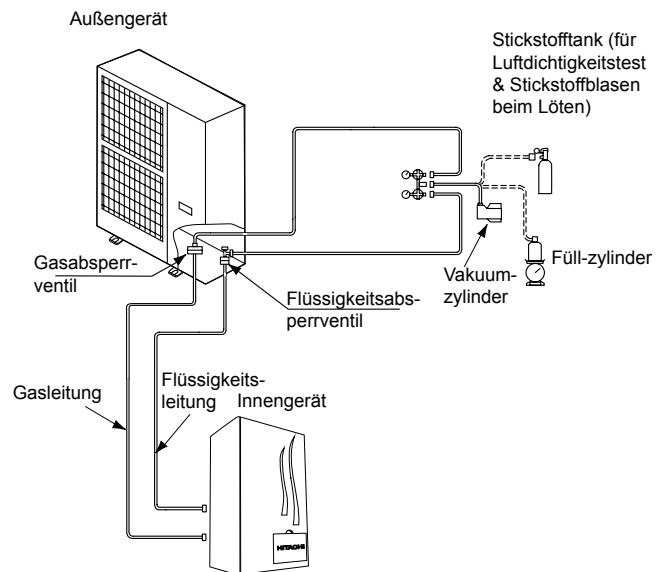 Außengerät
Stickstofftank (für
Luftdichtigkeitstest
& Stickstoffblasen
beim Löten)
Gasabsperr-
ventil
Flüssigkeitsabs-
perrventil
Vakuum-
zylinder
Füll-zylinder
Gasleitung
Flüssigkeits-
leitung
Innengerät
HITACHI